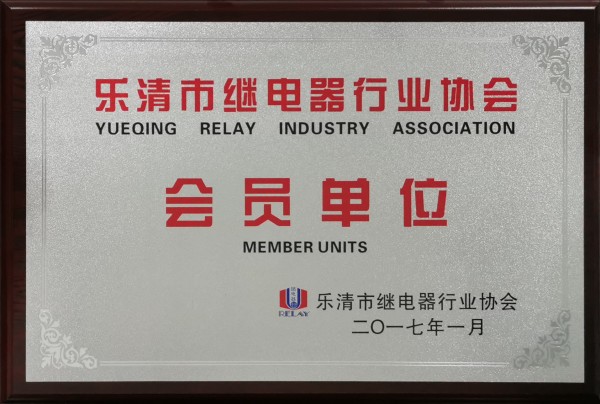 乐清市继电器行业协会
YUEQING RELAY INDUSTRY ASSOCIATION
会员单位
MEMBER UNITS
RELAY
乐清市继电器行业协会
二〇一七年一月